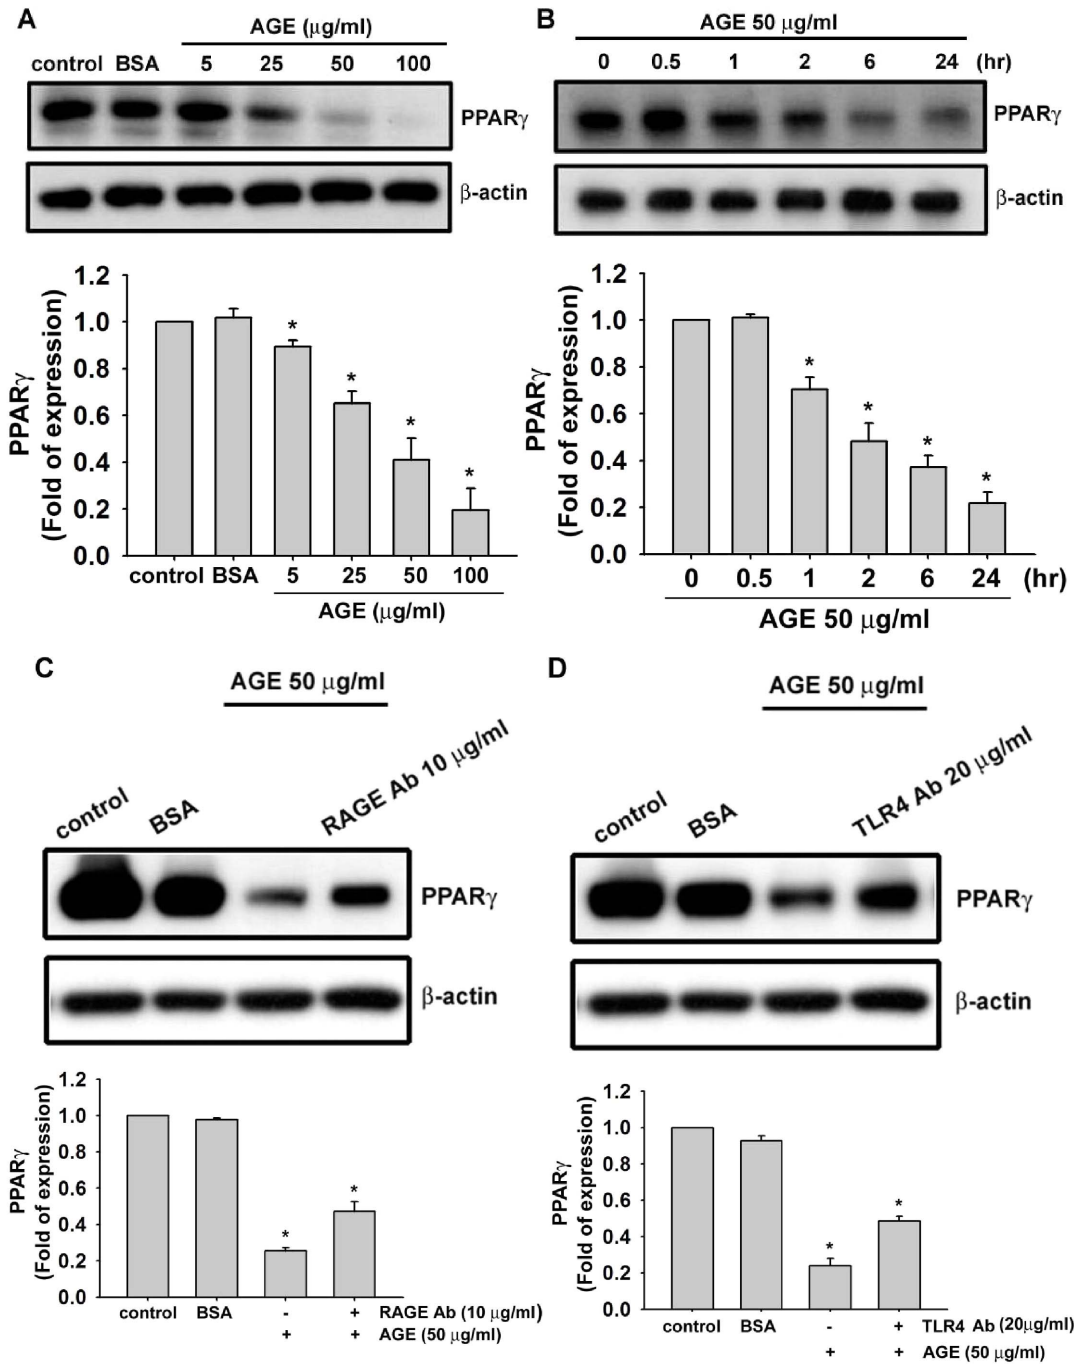 A
AGE (μg/ml)
control BSA 5 25 50 100
PPARγ
β-actin
1.2
1.0
0.8
0.6
0.4
0.2
0.0
PPARγ
(Fold of expression)
*
*
*
*
control BSA 5 25 50 100
AGE (μg/ml)
B
AGE 50 μg/ml
0 0.5 1 2 6 24 (hr)
PPARγ
β-actin
1.2
1.0
0.8
0.6
0.4
0.2
0.0
PPARγ
(Fold of expression)
*
*
*
*
*
0 0.5 1 2 6 24 (hr)
AGE 50 μg/ml
C
AGE 50 μg/ml
control BSA RAGE Ab 10 μg/ml
PPARγ
β-actin
1.2
1.0
0.8
0.6
0.4
0.2
0.0
PPARγ
(Fold of expression)
*
*
control BSA - + RAGE Ab (10 μg/ml)
+ + AGE (50 μg/ml)
D
AGE 50 μg/ml
control BSA TLR4 Ab 20 μg/ml
PPARγ
β-actin
1.2
1.0
0.8
0.6
0.4
0.2
0.0
PPARγ
(Fold of expression)
*
*
control BSA - + TLR4 Ab (20μg/ml)
+ + AGE (50 μg/ml)